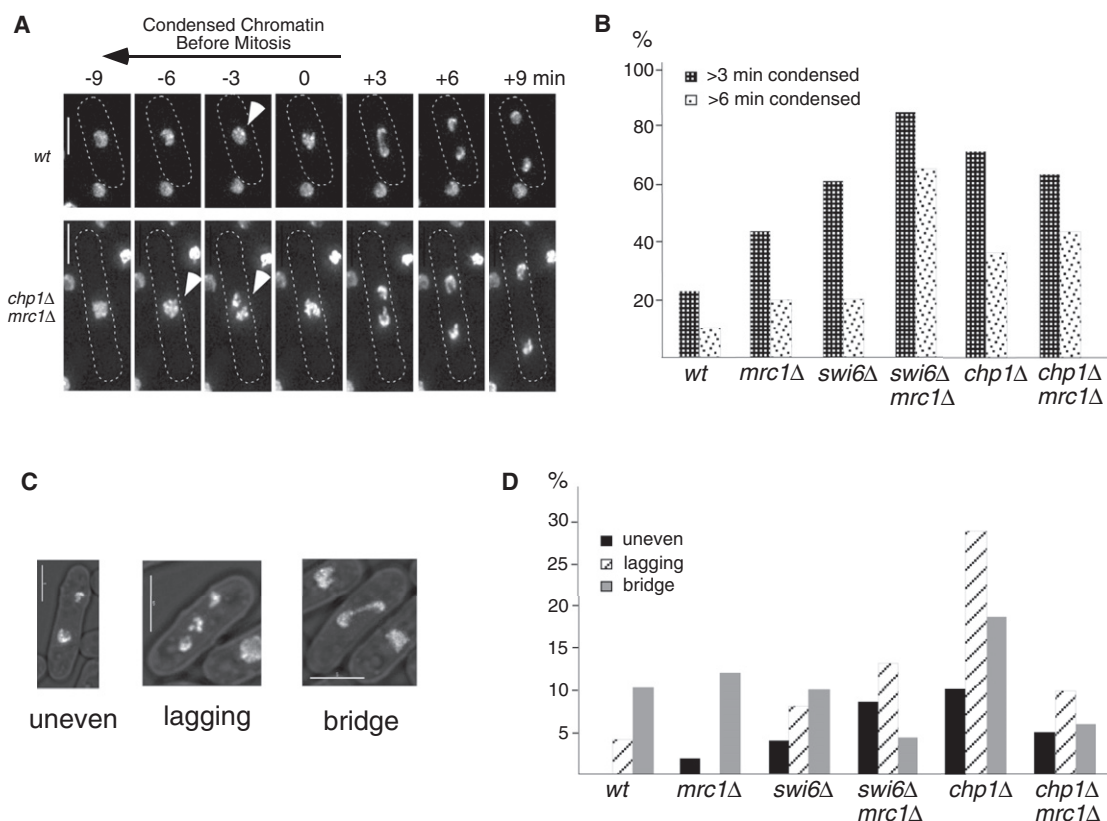 A
Condensed Chromatin
Before Mitosis
-9 -6 -3 0 +3 +6 +9 min
wt
chp1Δ
mrc1Δ
B
%
100
80
60
40
20
>3 min condensed
>6 min condensed
wt mrc1Δ swi6Δ swi6Δ chp1Δ chp1Δ
mrc1Δ mrc1Δ
C
uneven lagging bridge
D
%
30
25
20
15
10
5
uneven
lagging
bridge
wt mrc1Δ swi6Δ swi6Δ chp1Δ chp1Δ
mrc1Δ mrc1Δ